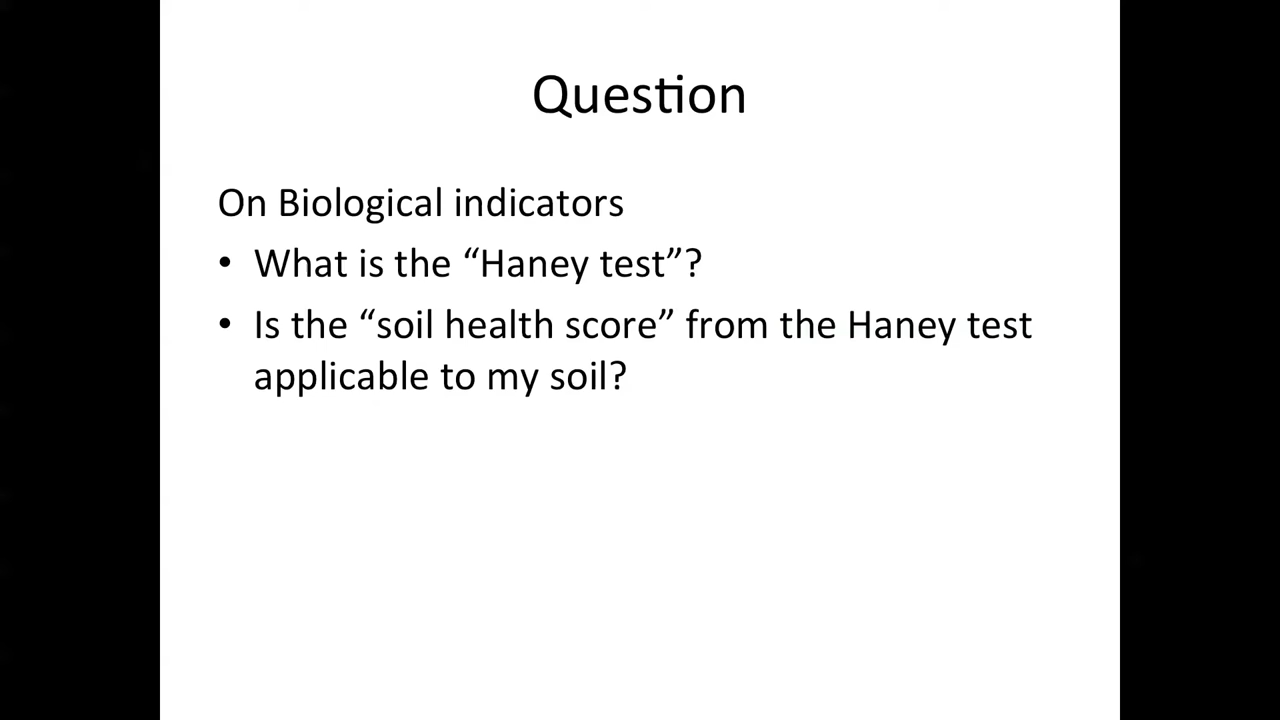 Question
On Biological indicators
• What is the “Haney test”?
• Is the “soil health score” from the Haney test
applicable to my soil?